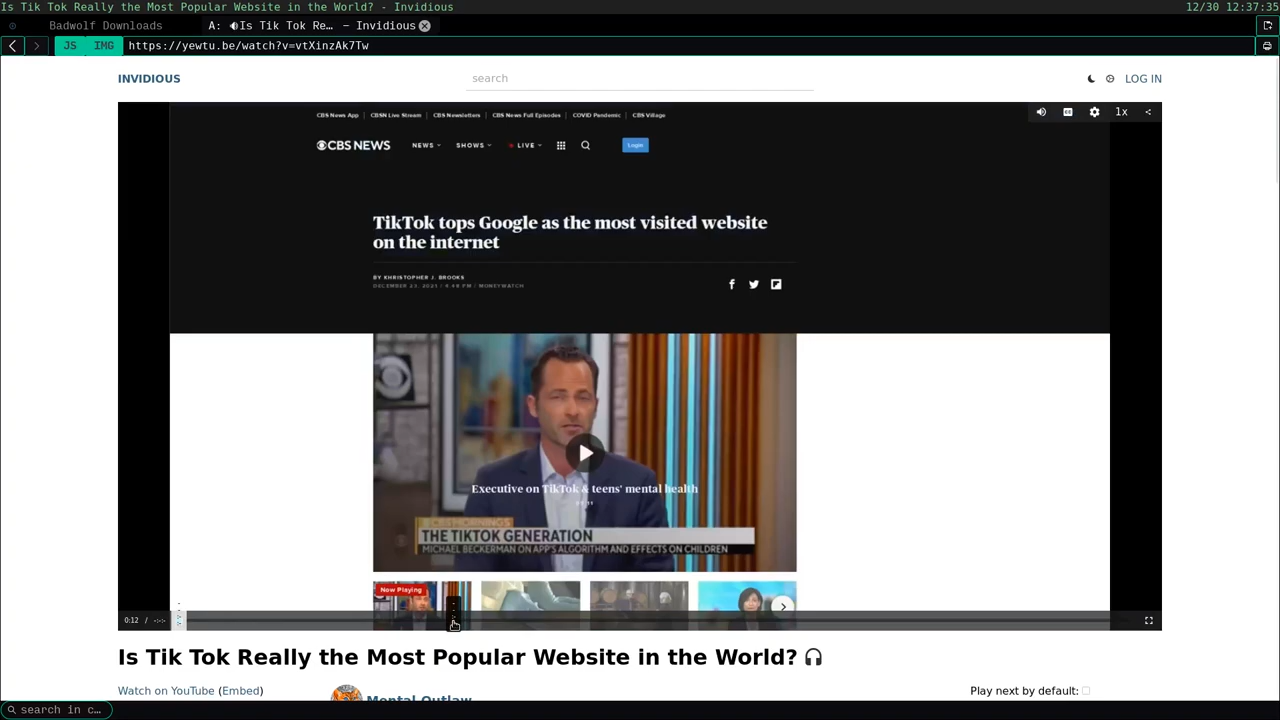 Is Tik Tok Really the Most Popular Website in the World? - Invidious
12/30 12:37:35
Badwolf Downloads
A: Is Tik Tok Re… — Invidious
JS
IMG
https://yewtu.be/watch?v=vtXinzAk7Tw
INVIDIOUS
search
LOG IN
CBS News App
CBSN Live Stream
CBS Newsletters
CBS News Full Episodes
COVID Pandemic
CBS Village
1x
CBS NEWS
NEWS
SHOWS
LIVE
Login
TikTok tops Google as the most visited website
on the internet
BY KHRISTOPHER J. BROOKS
DECEMBER 23, 2021 / 4:48 PM / MONEYWATCH
Executive on TikTok & teens' mental health
CBS MORNINGS
THE TIKTOK GENERATION
MICHAEL BECKERMAN ON APP'S ALGORITHM AND EFFECTS ON CHILDREN
Now Playing
0:12 / -:-:-
Is Tik Tok Really the Most Popular Website in the World?
Watch on YouTube (Embed)
Mental Outlaw
Play next by default:
search in c…